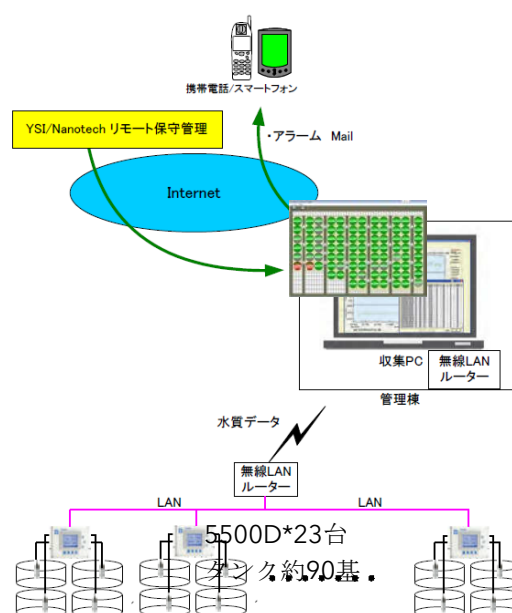 携帯電話/スマートフォン
YSI/Nanotech リモート保守管理
・アラーム Mail
Internet
収集PC
無線LAN
ルーター
管理棟
水質データ
無線LAN
ルーター
LAN
LAN
5500D*23台
タンク約90基